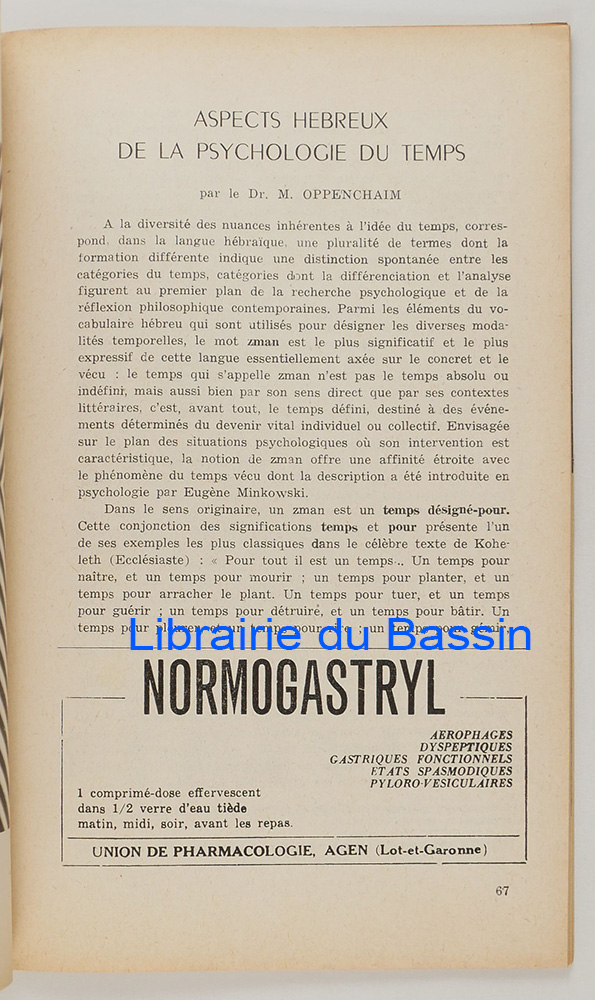 ASPECTS HEBREUX
DE LA PSYCHOLOGIE DU TEMPS
par le Dr. M. OPPENCHAIM
A la diversité des nuances inhérentes à l'idée du temps, corres-
pond, dans la langue hébraïque, une pluralité de termes dont la
formation différente indique une distinction spontanée entre les
catégories du temps, catégories dont la différenciation et l'analyse
figurent au premier plan de la recherche psychologique et de la
réflexion philosophique contemporaines. Parmi les éléments du vo-
cabulaire hébreu qui sont utilisés pour désigner les diverses moda-
lités temporelles, le mot zman est le plus significatif et le plus
expressif de cette langue essentiellement axée sur le concret et le
vécu : le temps qui s'appelle zman n'est pas le temps absolu ou
indéfini, mais aussi bien par son sens direct que par ses contextes
littéraires, c'est, avant tout, le temps défini, destiné à des événe-
ments déterminés du devenir vital individuel ou collectif. Envisagée
sur le plan des situations psychologiques où son intervention est
caractéristique, la notion de zman offre une affinité étroite avec
le phénomène du temps vécu dont la description a été introduite en
psychologie par Eugène Minkowski.
Dans le sens originaire, un zman est un temps désigné-pour.
Cette conjonction des significations temps et pour présente l'un
de ses exemples les plus classiques dans le célèbre texte de Kohe-
leth (Ecclésiaste) : « Pour tout il est un temps... Un temps pour
naître, et un temps pour mourir ; un temps pour planter, et un
temps pour arracher le plant. Un temps pour tuer, et un temps
pour guérir ; un temps pour détruire, et un temps pour bâtir. Un
temps pour pleurer et un temps pour rire ; un temps pour gémir,
Librairie du Bassin
NORMOGASTRYL
AEROPHAGES
DYSPEPTIQUES
GASTRIQUES FONCTIONNELS
ETATS SPASMODIQUES
PYLORO-VESICULAIRES
1 comprimé-dose effervescent
dans 1/2 verre d'eau tiède
matin, midi, soir, avant les repas.
UNION DE PHARMACOLOGIE, AGEN (Lot-et-Garonne)
67